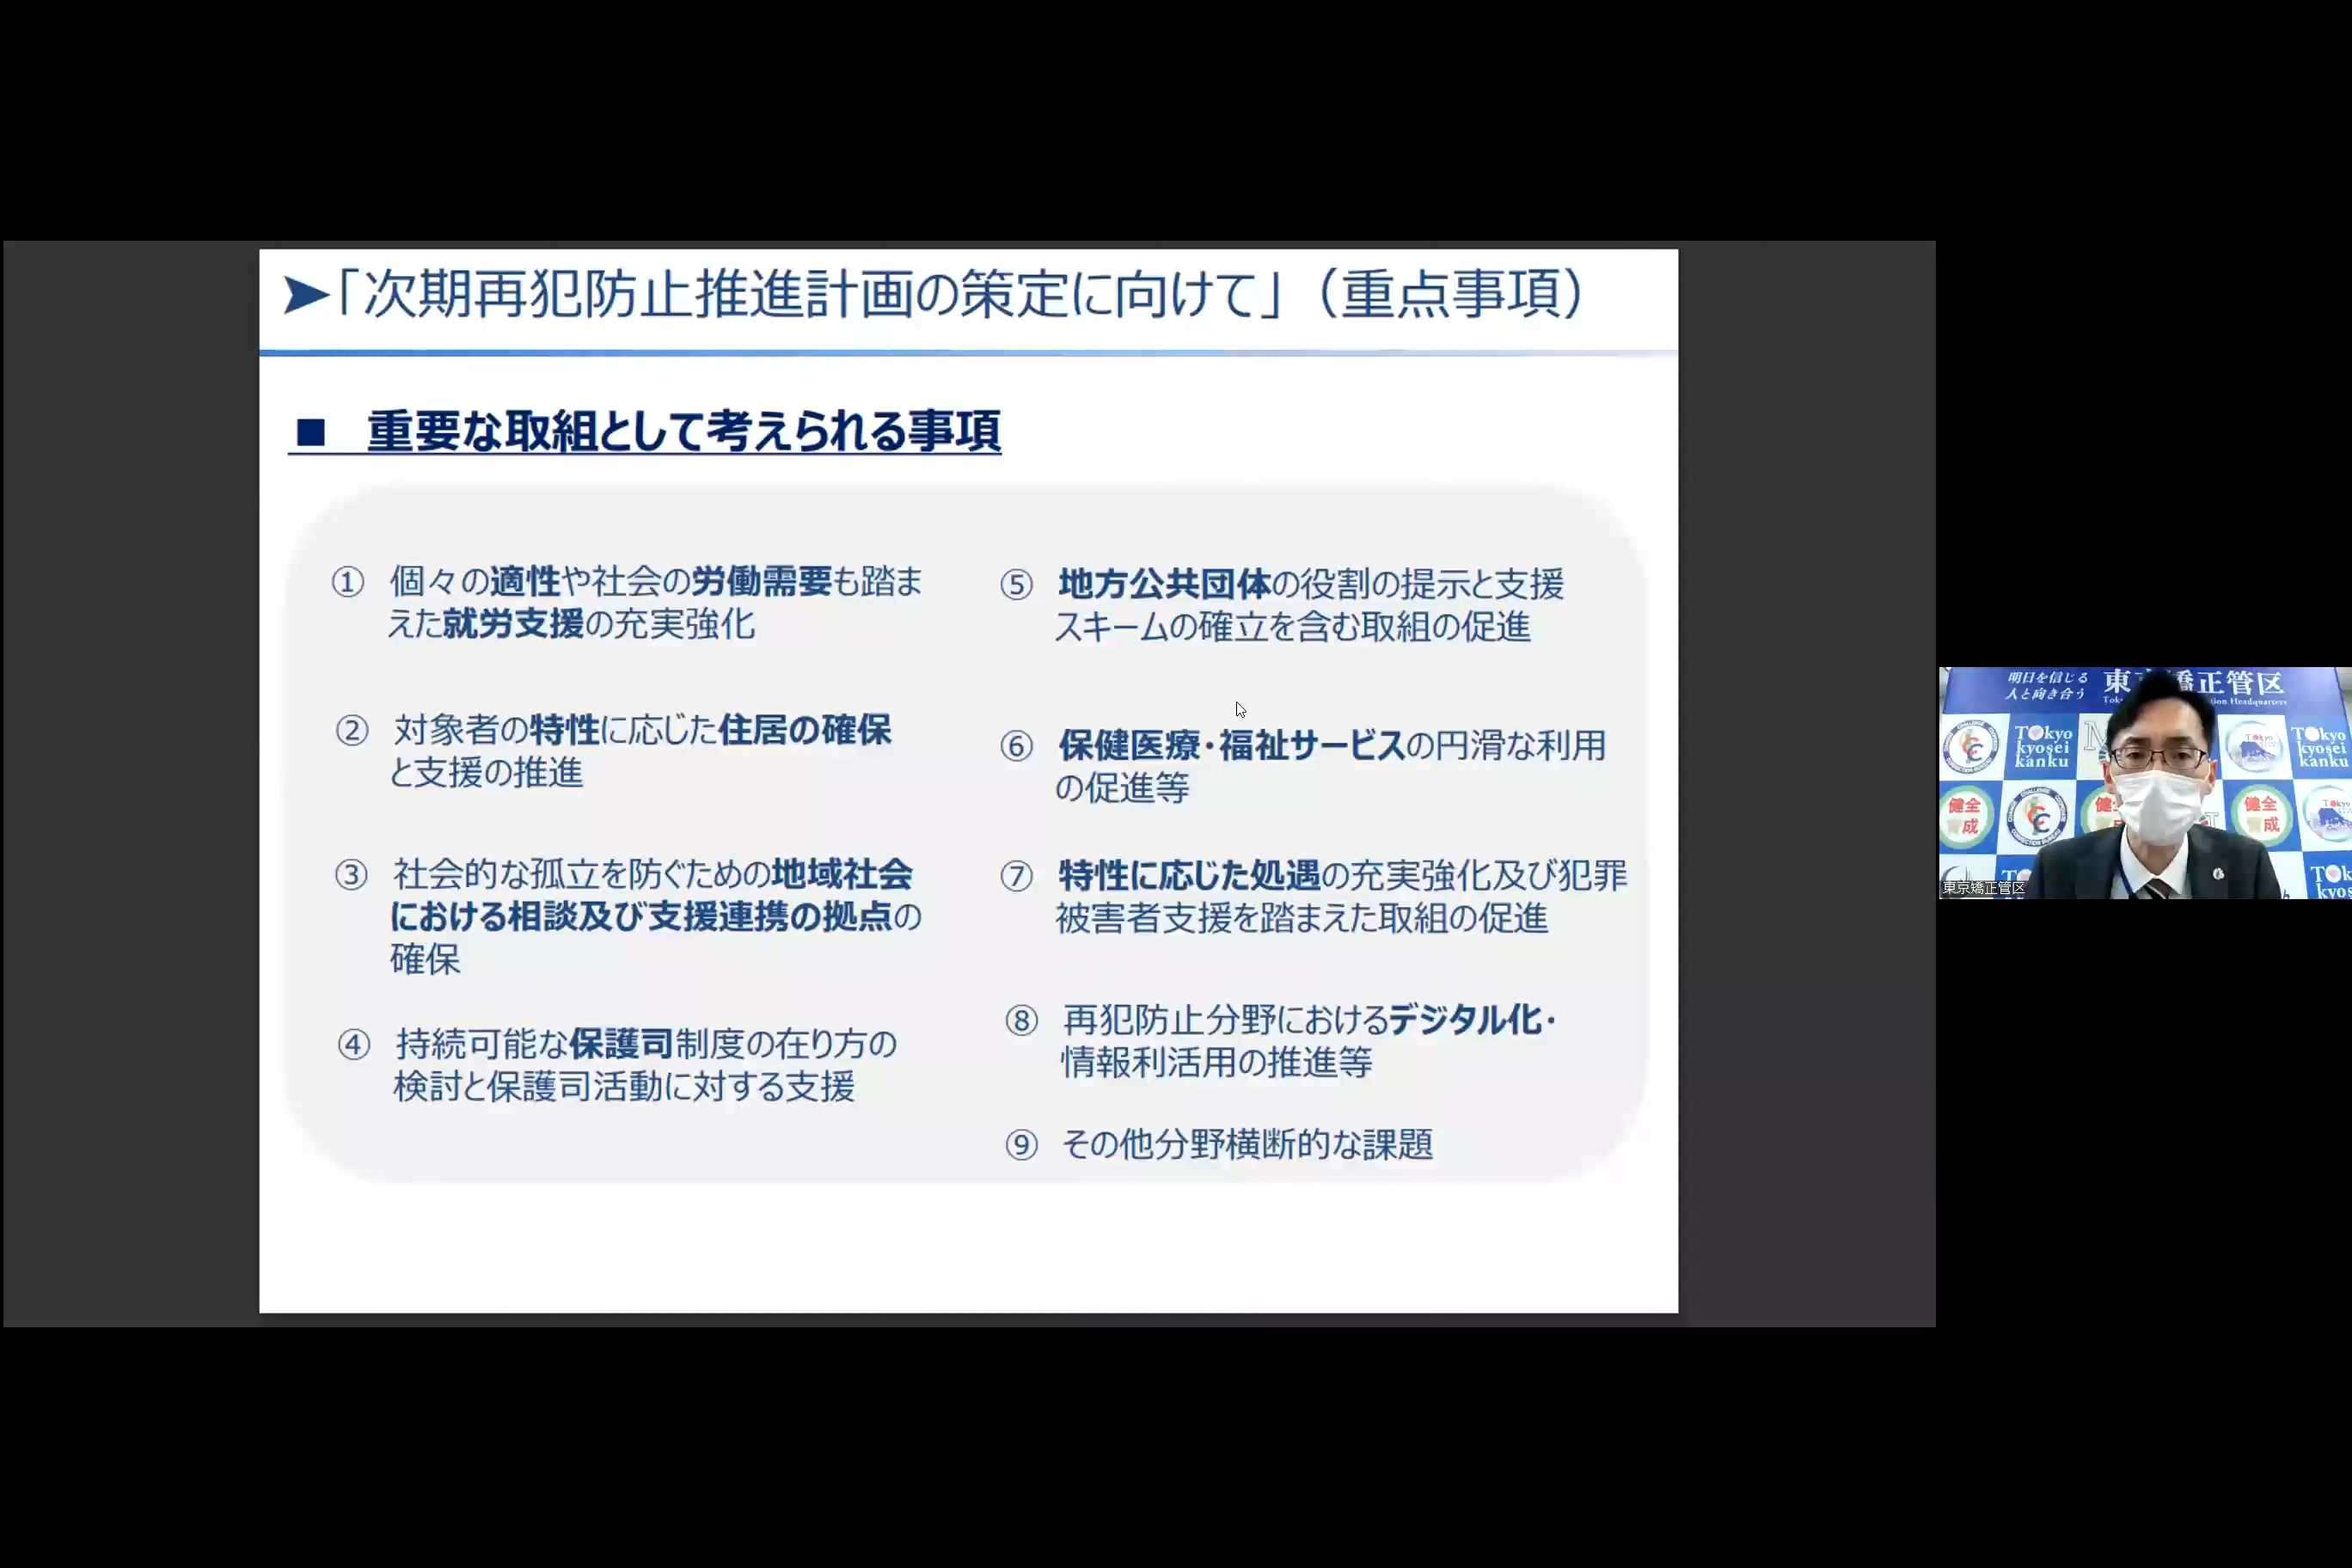 ➤「次期再犯防止推進計画の策定に向けて」（重点事項）
■ 重要な取組として考えられる事項
① 個々の適性や社会の労働需要も踏ま
えた就労支援の充実強化
② 対象者の特性に応じた住居の確保
と支援の推進
③ 社会的な孤立を防ぐための地域社会
における相談及び支援連携の拠点の
確保
④ 持続可能な保護司制度の在り方の
検討と保護司活動に対する支援
⑤ 地方公共団体の役割の提示と支援
スキームの確立を含む取組の促進
⑥ 保健医療・福祉サービスの円滑な利用
の促進等
⑦ 特性に応じた処遇の充実強化及び犯罪
被害者支援を踏まえた取組の促進
⑧ 再犯防止分野におけるデジタル化・
情報利活用の推進等
⑨ その他分野横断的な課題
明日を信じる
人と向き合う
東 矯正管区
Headquarters
Tokyo
kyosei
kanku
Tokyo
kyosei
kanku
健全
成
健全
成
東京矯正管区